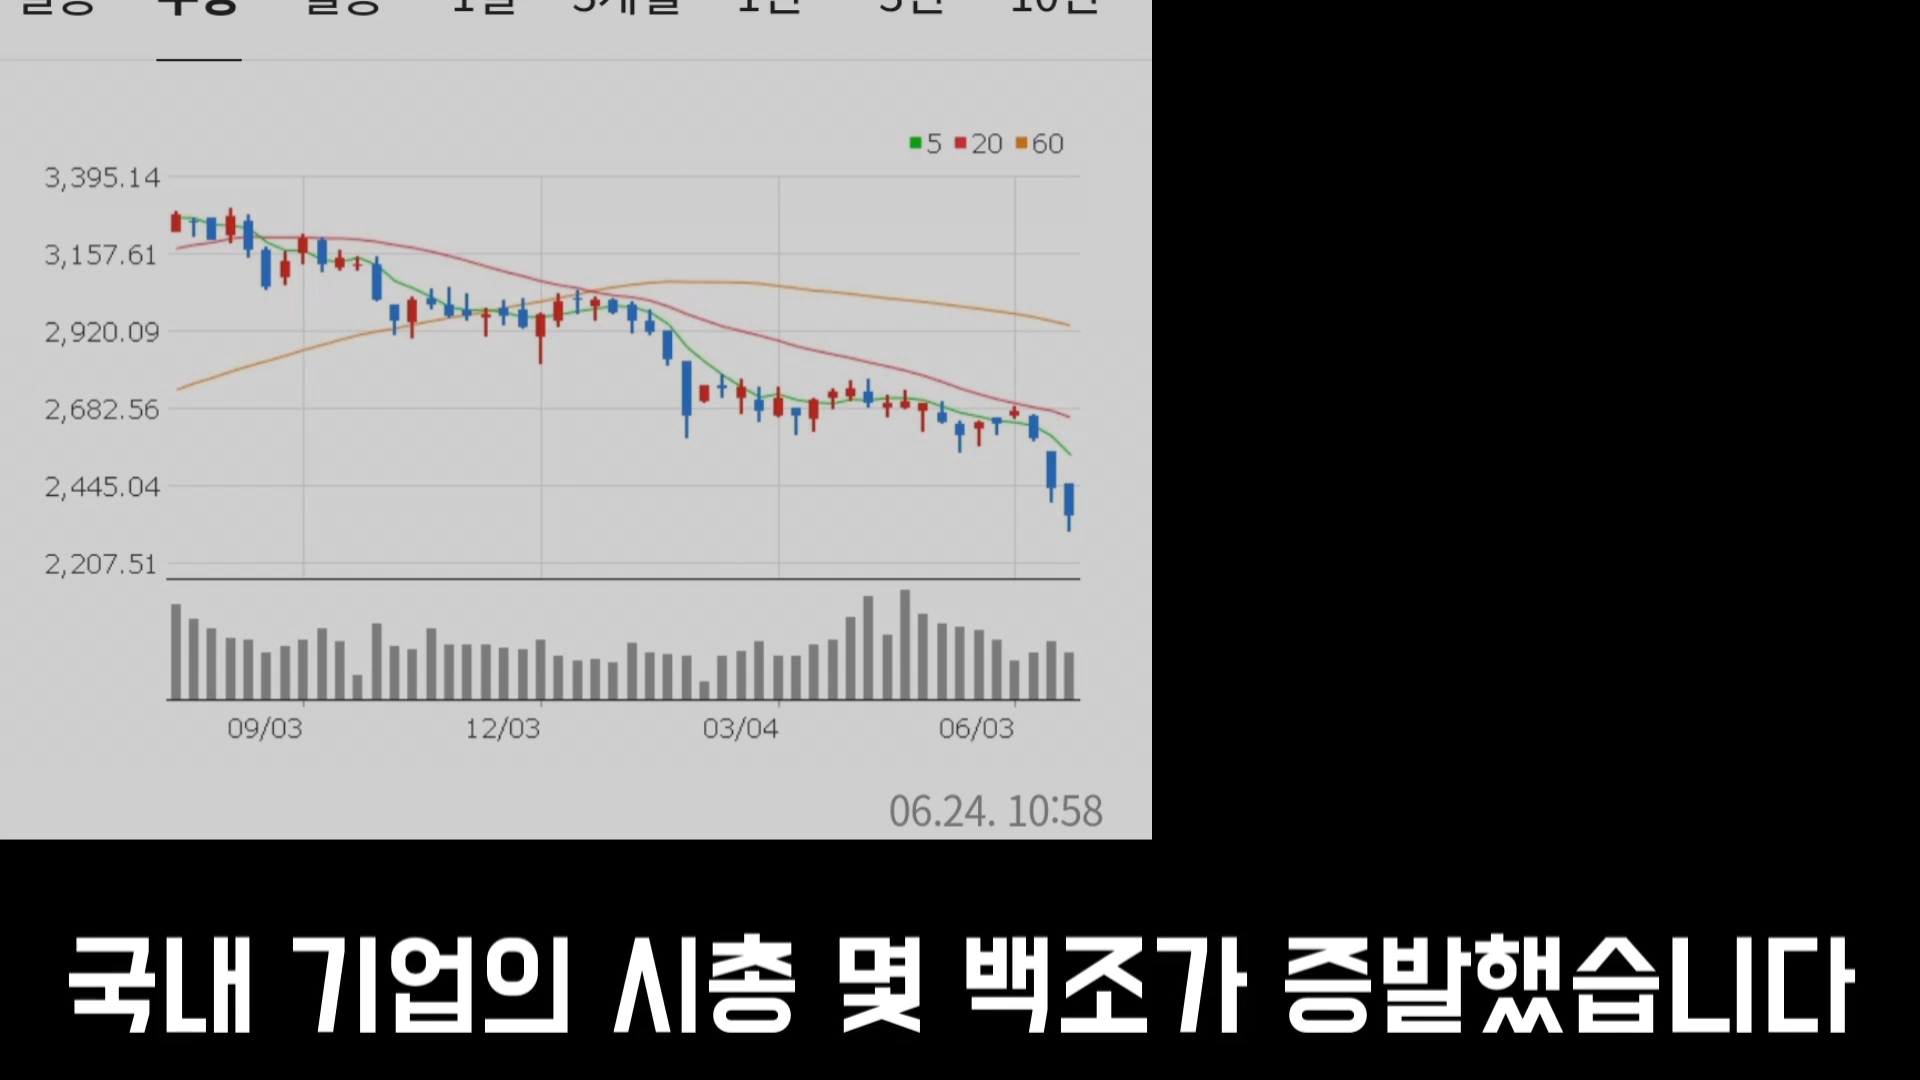 5 20 60
3,395.14
3,157.61
2,920.09
2,682.56
2,445.04
2,207.51
09/03 12/03 03/04 06/03
06.24. 10:58
국내 기업의 시총 몇 백조가 증발했습니다